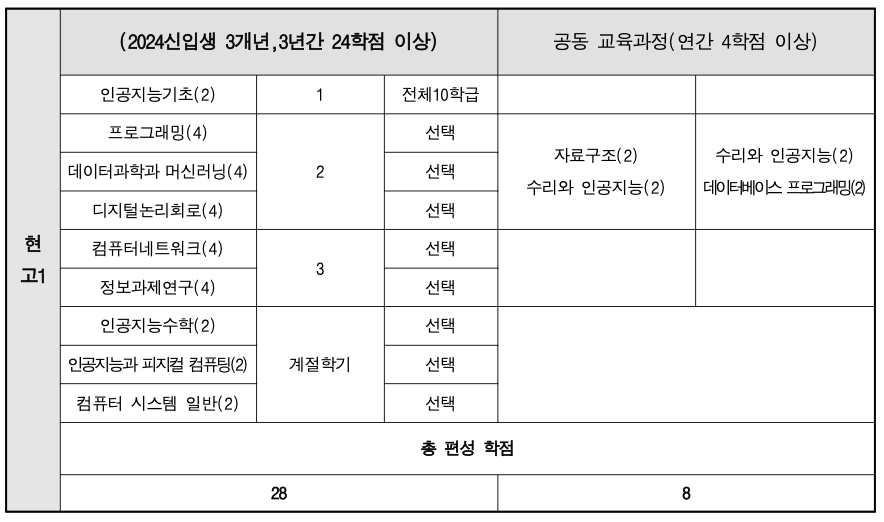 (2024신입생 3개년,3년간 24학점 이상) 공동 교육과정(연간 4학점 이상)
인공지능기초(2) 1 전체10학급
프로그래밍(4) 선택
데이터과학과 머신러닝(4) 2 선택
디지털논리회로(4) 선택
자료구조(2) 수리와 인공지능(2)
수리와 인공지능(2) 데이터베이스 프로그래밍(2)
현
고1
컴퓨터네트워크(4) 3 선택
정보과제연구(4) 선택
인공지능수학(2) 선택
인공지능과 피지컬 컴퓨팅(2) 계절학기 선택
컴퓨터 시스템 일반(2) 선택
총 편성 학점
28 8